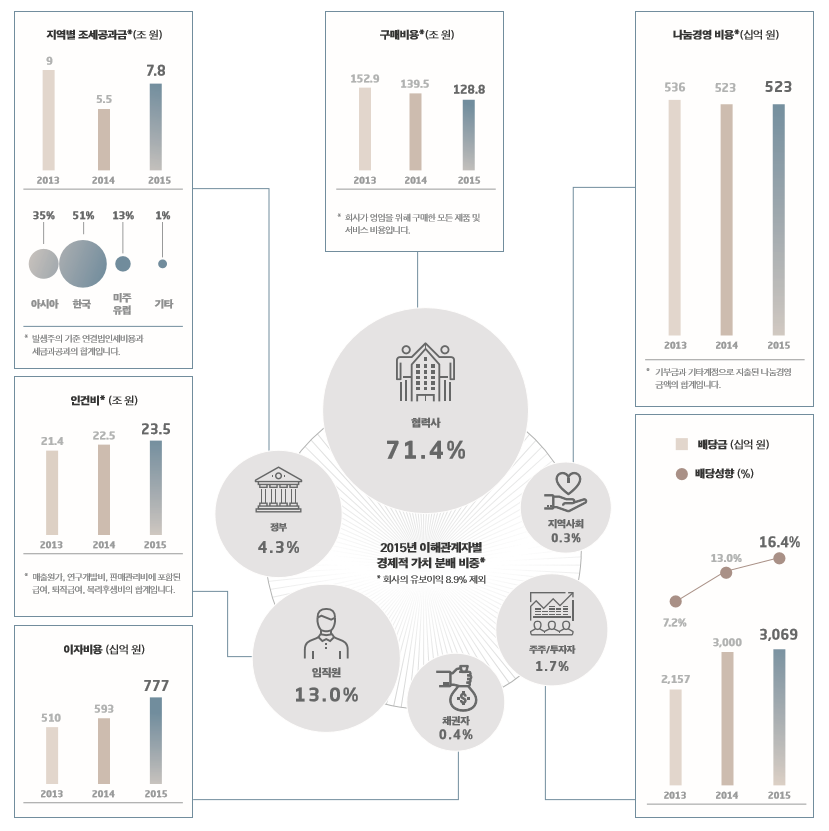 지역별 조세공과금* (조 원)
9
5.5
7.8
2013 2014 2015
35% 51% 13% 1%
아시아 한국 미주 유럽 기타
* 발생주의 기준 연결법인세비용과
세금과공과의 합계입니다.
구매비용* (조 원)
152.9 139.5 128.8
2013 2014 2015
* 회사가 영업을 위해 구매한 모든 제품 및
서비스 비용입니다.
나눔경영 비용* (십억 원)
536 523 523
2013 2014 2015
* 기부금과 기타계정으로 지출된 나눔경영
금액의 합계입니다.
인건비* (조 원)
21.4 22.5 23.5
2013 2014 2015
* 매출원가, 연구개발비, 판매관리비에 포함된
급여, 퇴직급여, 복리후생비의 합계입니다.
이자비용 (십억 원)
510 593 777
2013 2014 2015
협력사
71.4%
정부
4.3%
지역사회
0.3%
2015년 이해관계자별
경제적 가치 분배 비중*
* 회사의 유보이익 8.9% 제외
임직원
13.0%
주주/투자자
1.7%
채권자
0.4%
배당금 (십억 원)
배당성향 (%)
7.2% 13.0% 16.4%
2,157 3,000 3,069
2013 2014 2015